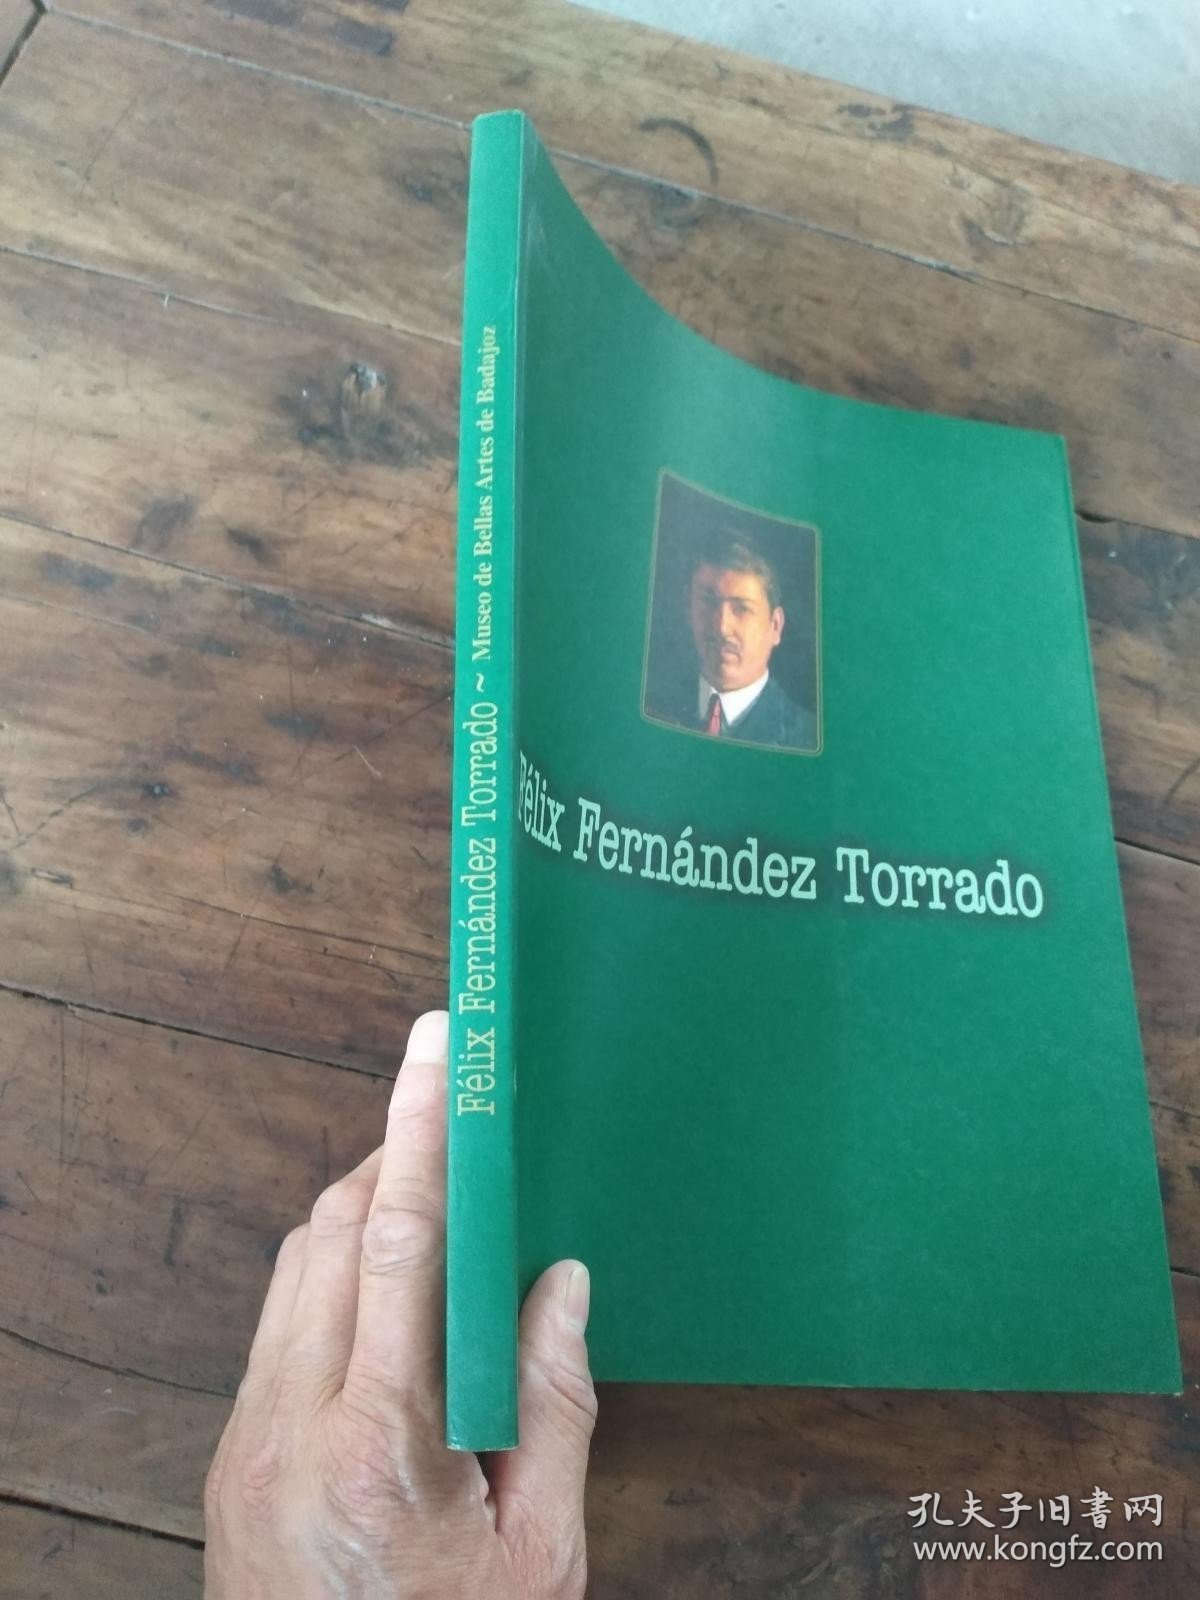 Félix Fernández Torrado ~ Museo de Bellas Artes de Badajoz
Félix Fernández Torrado
孔夫子旧書网
www.kongfz.com